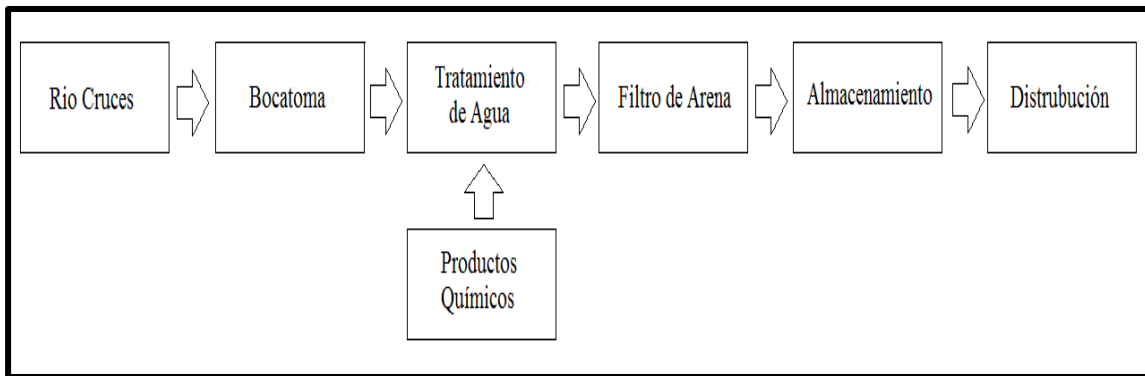 Rio Cruces
Bocatoma
Tratamiento
de Agua
Filtro de Arena
Almacenamiento
Distrubución
Productos
Químicos